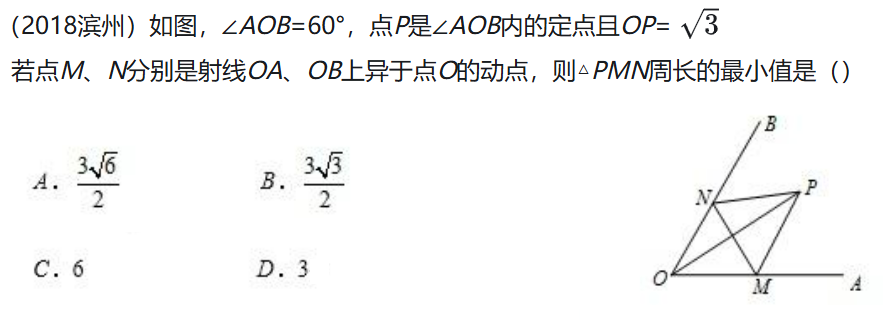 (2018滨州）如图，∠AOB=60°，点P是∠AOB内的定点且OP= √3
若点M、N分别是射线OA、OB上异于点O的动点，则△PMN周长的最小值是（）
A. 3√6/2 B. 3√3/2
C. 6 D. 3
B
N P
O M A